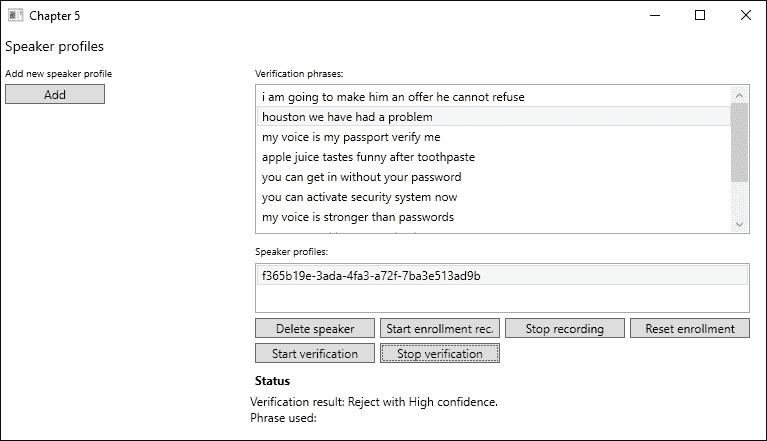 Chapter 5
Speaker profiles
Add new speaker profile
Add
Verification phrases:
i am going to make him an offer he cannot refuse
houston we have had a problem
my voice is my passport verify me
apple juice tastes funny after toothpaste
you can get in without your password
you can activate security system now
my voice is stronger than passwords
Speaker profiles:
f365b19e-3ada-4fa3-a72f-7ba3e513ad9b
Delete speaker
Start enrollment rec.
Stop recording
Reset enrollment
Start verification
Stop verification
Status
Verification result: Reject with High confidence.
Phrase used: